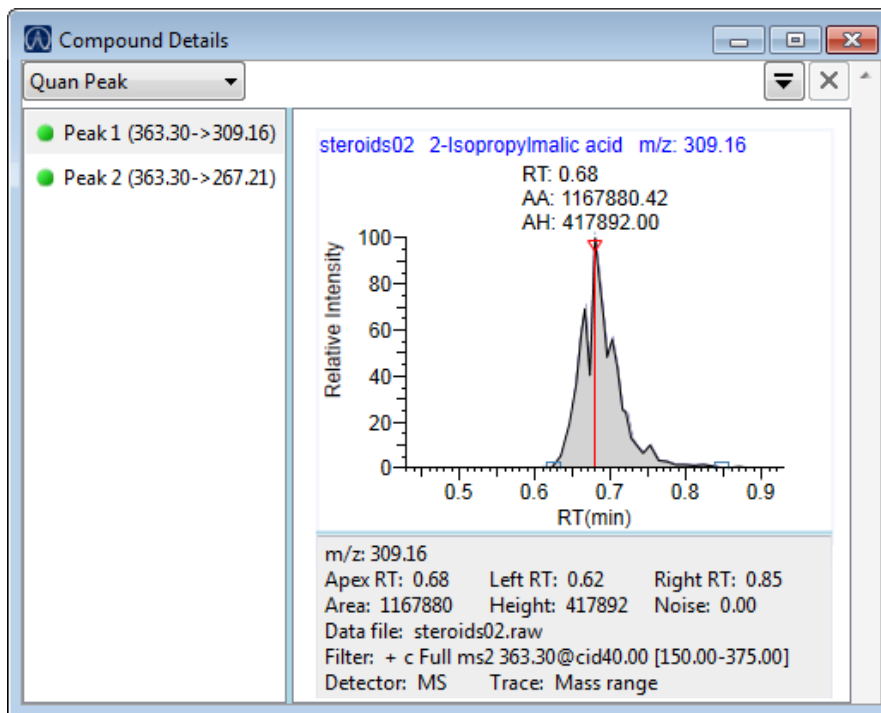 Compound Details
Quan Peak
Peak 1 (363.30->309.16)
Peak 2 (363.30->267.21)
steroids02 2-Isopropylmalic acid m/z: 309.16
RT: 0.68
AA: 1167880.42
AH: 417892.00
Relative Intensity
100
80
60
40
20
0
0.5 0.6 0.7 0.8 0.9
RT(min)
m/z: 309.16
Apex RT: 0.68 Left RT: 0.62 Right RT: 0.85
Area: 1167880 Height: 417892 Noise: 0.00
Data file: steroids02.raw
Filter: + c Full ms2 363.30@cid40.00 [150.00-375.00]
Detector: MS Trace: Mass range